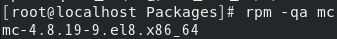 [root@localhost Packages]# rpm -qa mc
mc-4.8.19-9.el8.x86_64